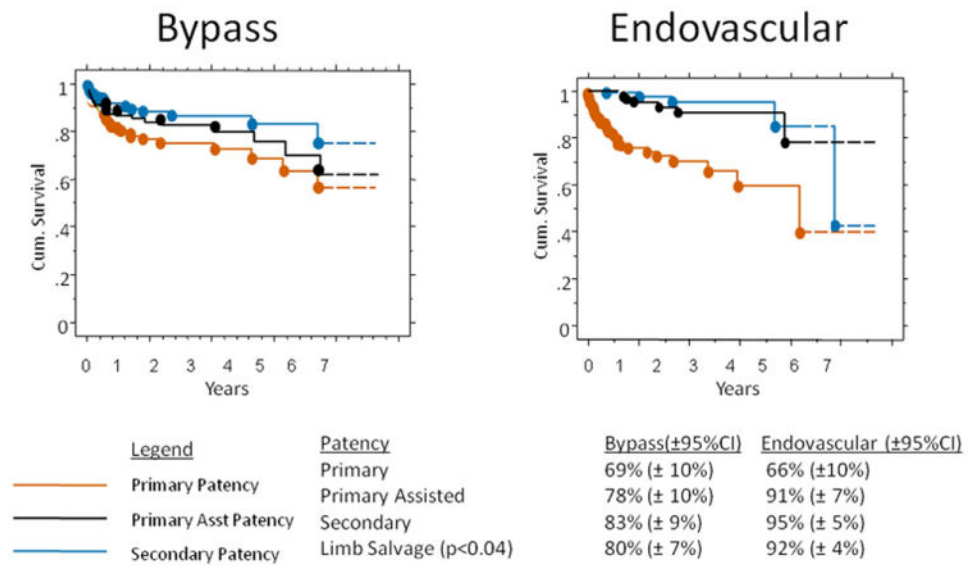 Bypass
Endovascular
Cum. Survival
1
.8
.6
.4
.2
0
0 1 2 3 4 5 6 7
Years
Cum. Survival
1
.8
.6
.4
.2
0
0 1 2 3 4 5 6 7
Years
Legend
Primary Patency
Primary Asst Patency
Secondary Patency
Patency Bypass(±95%CI) Endovascular (±95%CI)
Primary 69% (± 10%) 66% (±10%)
Primary Assisted 78% (± 10%) 91% (± 7%)
Secondary 83% (± 9%) 95% (± 5%)
Limb Salvage (p<0.04) 80% (± 7%) 92% (± 4%)